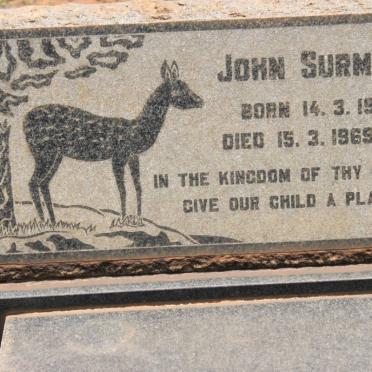 JOHN SURM
BORN 14. 3. 19
DIED 15. 3. 1969
IN THE KINGDOM OF THY
GIVE OUR CHILD A PLA